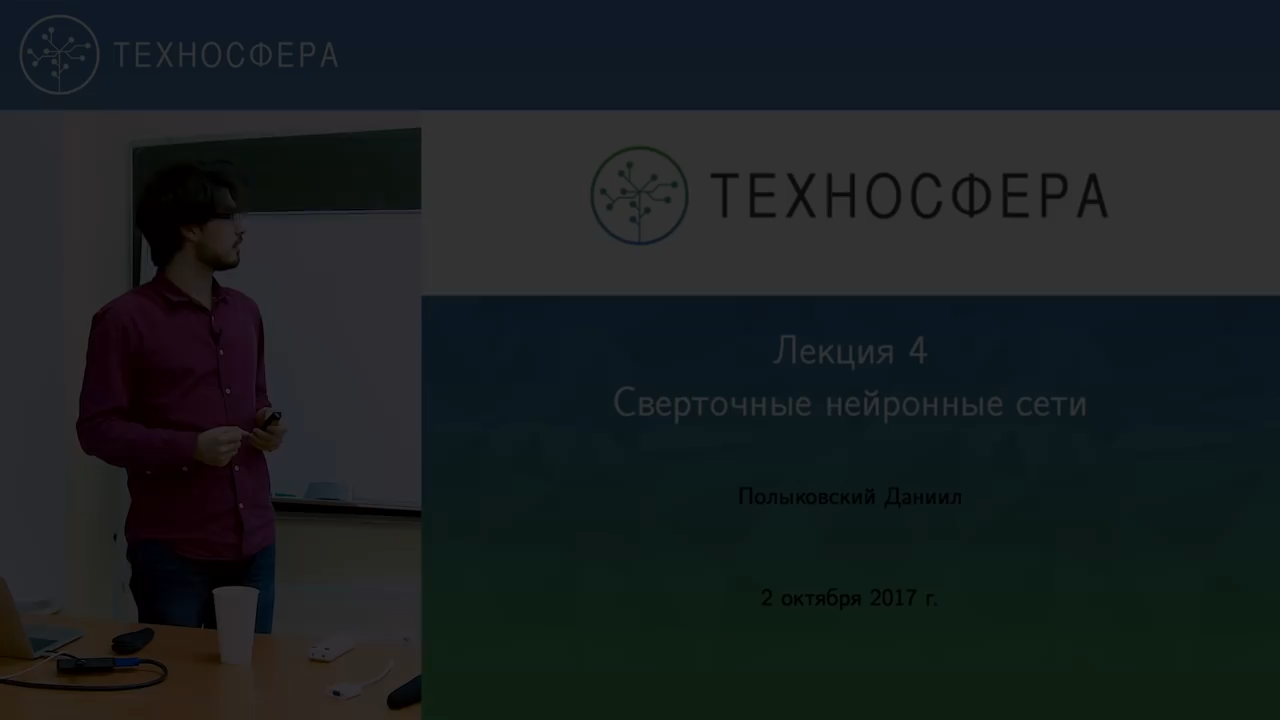 ТЕХНОСФЕРА
ТЕХНОСФЕРА
Лекция 4
Сверточные нейронные сети
Полыковский Даниил
2 октября 2017 г.